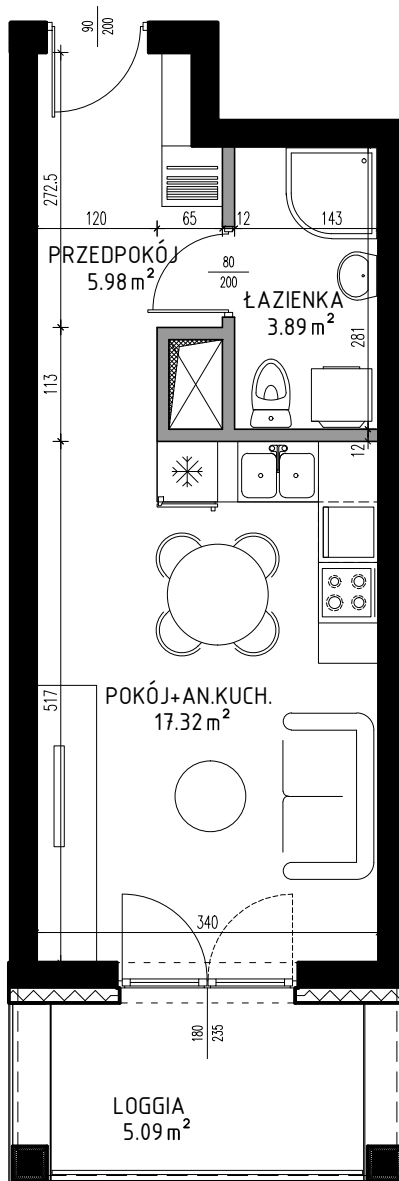 90
200
272.5
120
65
12
143
PRZEDPOKÓJ
5.98 m²
80
200
ŁAZIENKA
3.89 m²
281
113
12
517
POKÓJ+AN.KUCH.
17.32 m²
340
180
235
LOGGIA
5.09 m²